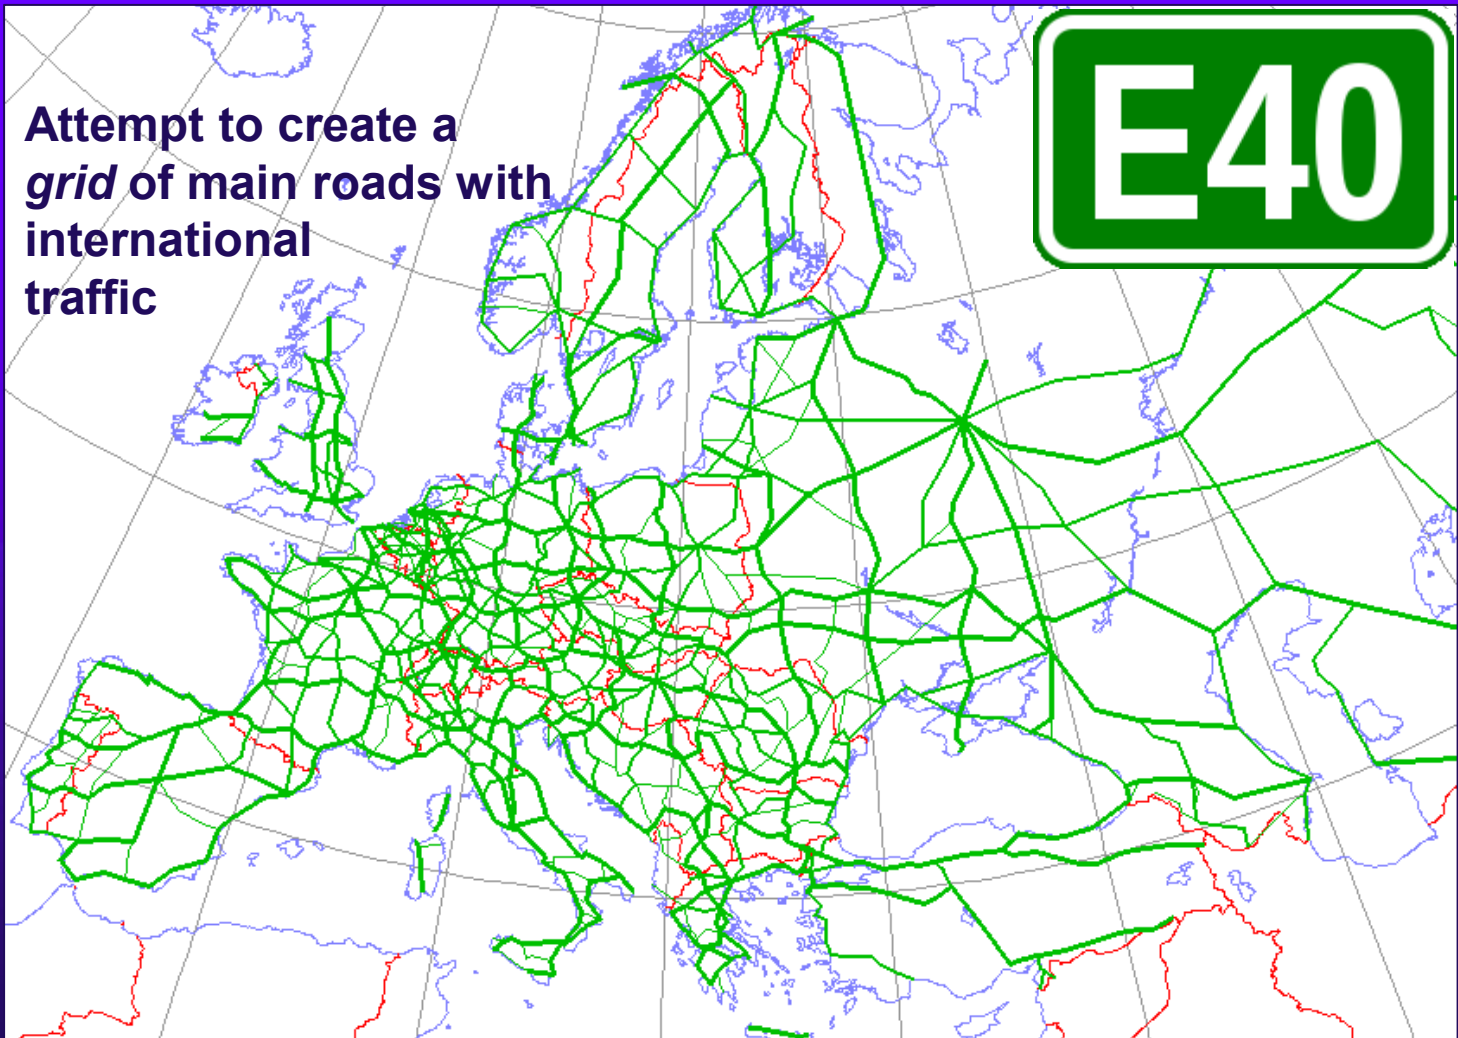 Attempt to create a
grid of main roads with
international
traffic
E40